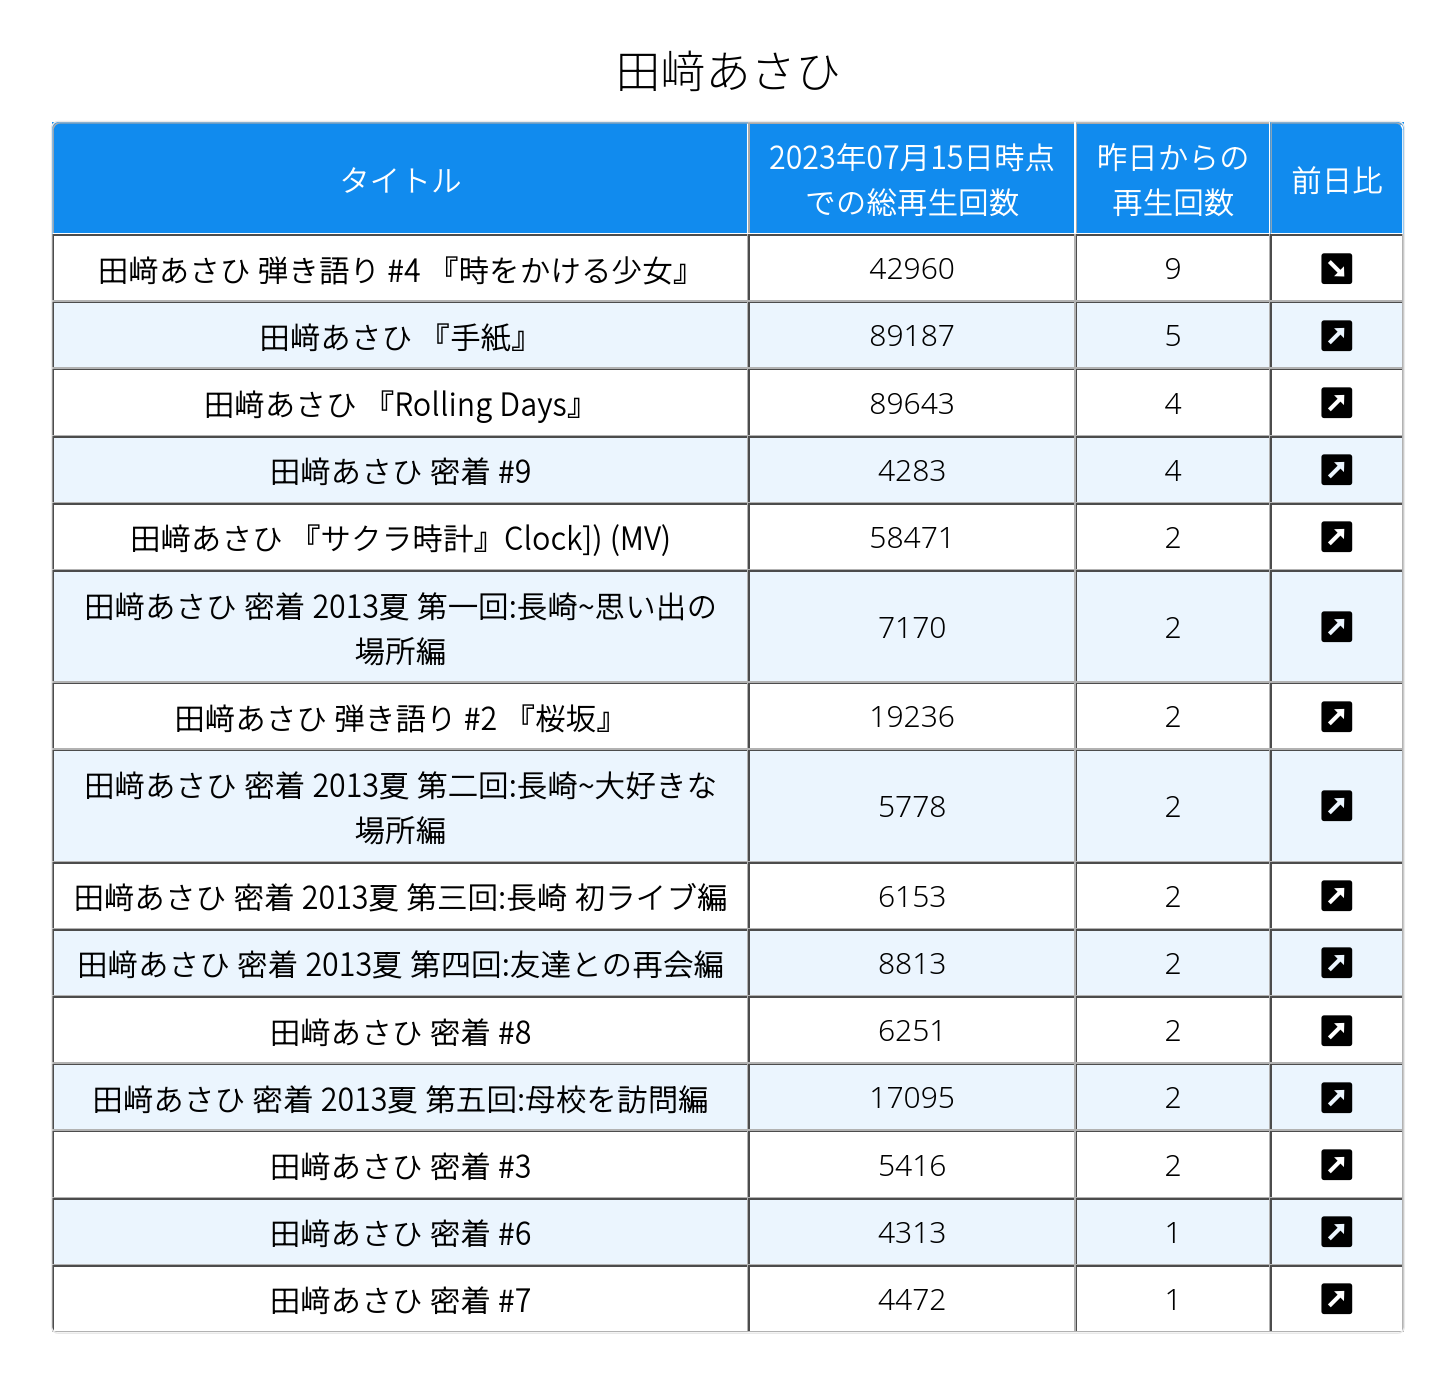 田﨑あさひ
タイトル
2023年07月15日時点
での総再生回数
昨日からの
再生回数
前日比
田﨑あさひ 弾き語り #4 『時をかける少女』
42960
9
田﨑あさひ 『手紙』
89187
5
田﨑あさひ 『Rolling Days』
89643
4
田﨑あさひ 密着 #9
4283
4
田﨑あさひ 『サクラ時計』Clock]) (MV)
58471
2
田﨑あさひ 密着 2013夏 第一回:長崎~思い出の
場所編
7170
2
田﨑あさひ 弾き語り #2 『桜坂』
19236
2
田﨑あさひ 密着 2013夏 第二回:長崎~大好きな
場所編
5778
2
田﨑あさひ 密着 2013夏 第三回:長崎 初ライブ編
6153
2
田﨑あさひ 密着 2013夏 第四回:友達との再会編
8813
2
田﨑あさひ 密着 #8
6251
2
田﨑あさひ 密着 2013夏 第五回:母校を訪問編
17095
2
田﨑あさひ 密着 #3
5416
2
田﨑あさひ 密着 #6
4313
1
田﨑あさひ 密着 #7
4472
1